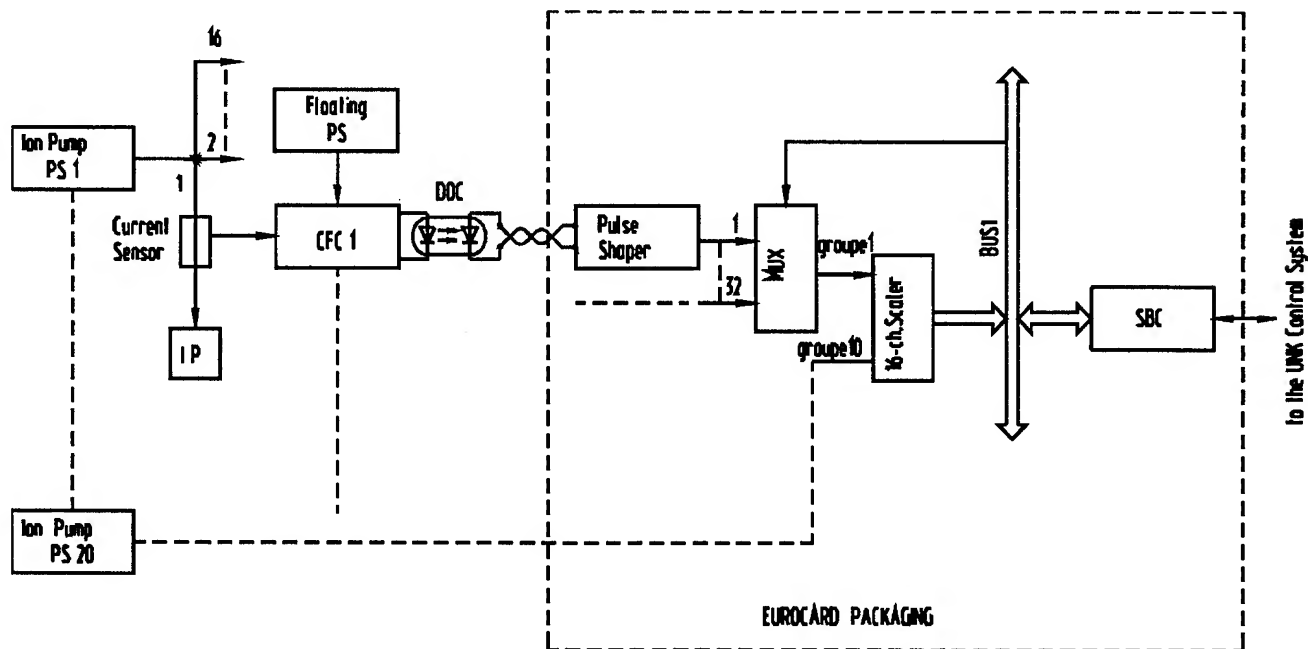 16
Ion Pump
PS 1
2
1
Floating
PS
Current
Sensor
CFC 1
DOC
IP
Pulse
Shaper
1
32
MUX
groupe1
groupe10
16-ch.Scaler
BUS1
SBC
to the UNK Control System
Ion Pump
PS 20
EUROCARD PACKAGING